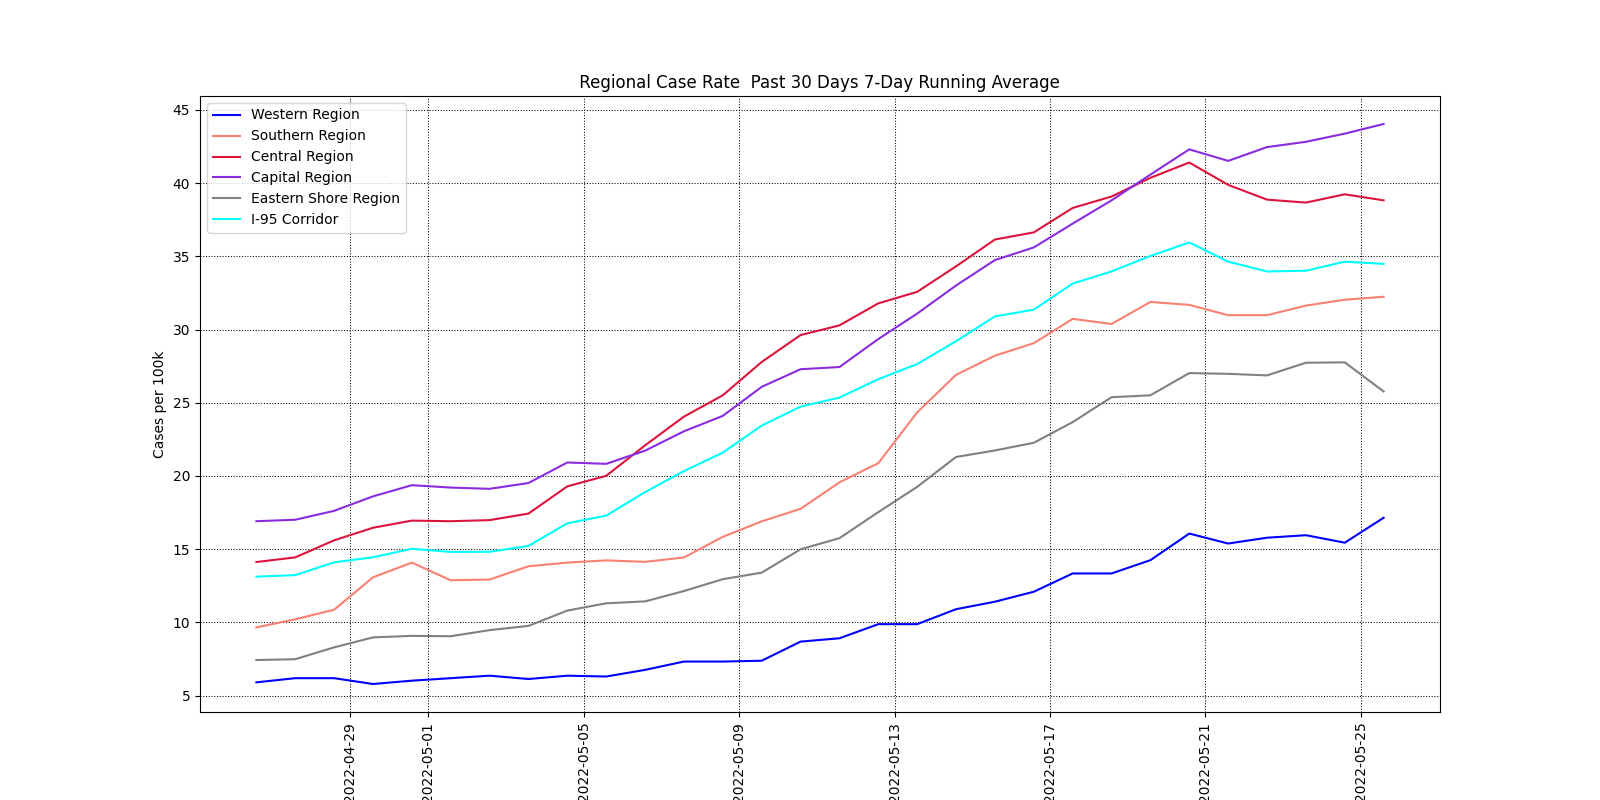 Regional Case Rate  Past 30 Days 7-Day Running Average
Western Region
Southern Region
Central Region
Capital Region
Eastern Shore Region
I-95 Corridor
Cases per 100k
45
40
35
30
25
20
15
10
5
2022-04-29
2022-05-01
2022-05-05
2022-05-09
2022-05-13
2022-05-17
2022-05-21
2022-05-25